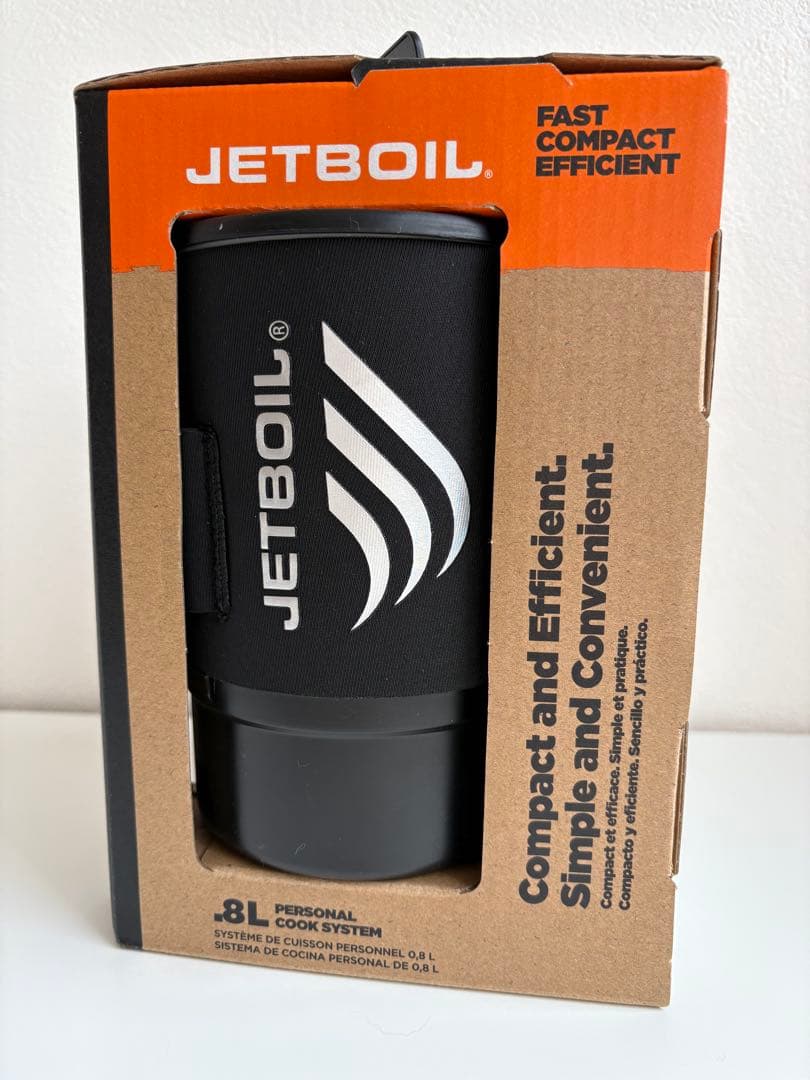 JETBOIL®
FAST
COMPACT
EFFICIENT
JETBOIL®
Compact and Efficient.
Simple and Convenient.
Compact et efficace. Simple et pratique.
Compacto y eficiente. Sencillo y práctico.
.8L PERSONAL
COOK SYSTEM
SYSTÈME DE CUISSON PERSONNEL 0,8 L
SISTEMA DE COCINA PERSONAL DE 0,8 L